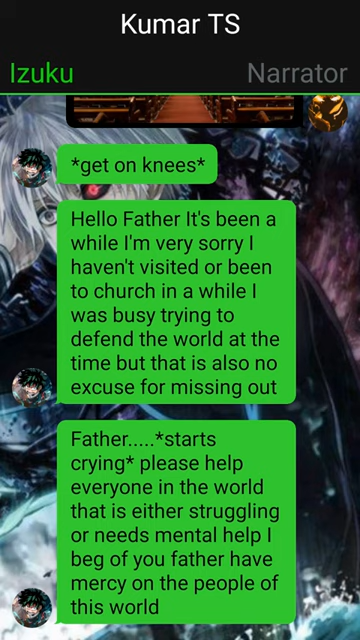 Kumar TS
Izuku
Narrator
*get on knees*
Hello Father It's been a
while I'm very sorry I
haven't visited or been
to church in a while I
was busy trying to
defend the world at the
time but that is also no
excuse for missing out
Father.....*starts
crying* please help
everyone in the world
that is either struggling
or needs mental help I
beg of you father have
mercy on the people of
this world